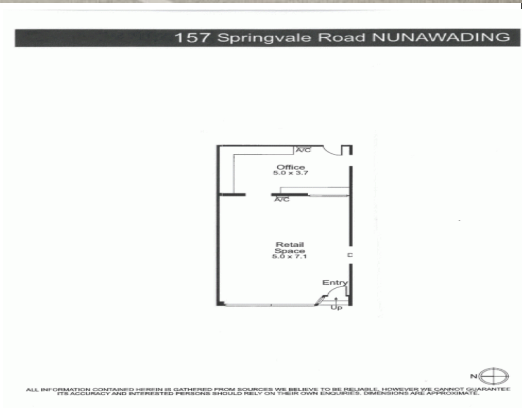 157 Springvale Road NUNAWADING
A/C
Office
5.0 x 3.7
A/C
Retail
Space
5.0 x 7.1
Entry
Up
N
ALL INFORMATION CONTAINED HEREIN IS GATHERED FROM SOURCES WE BELIEVE TO BE RELIABLE, HOWEVER WE CANNOT GUARANTEE
ITS ACCURACY AND INTERESTED PERSONS SHOULD RELY ON THEIR OWN ENQUIRIES. DIMENSIONS ARE APPROXIMATE.